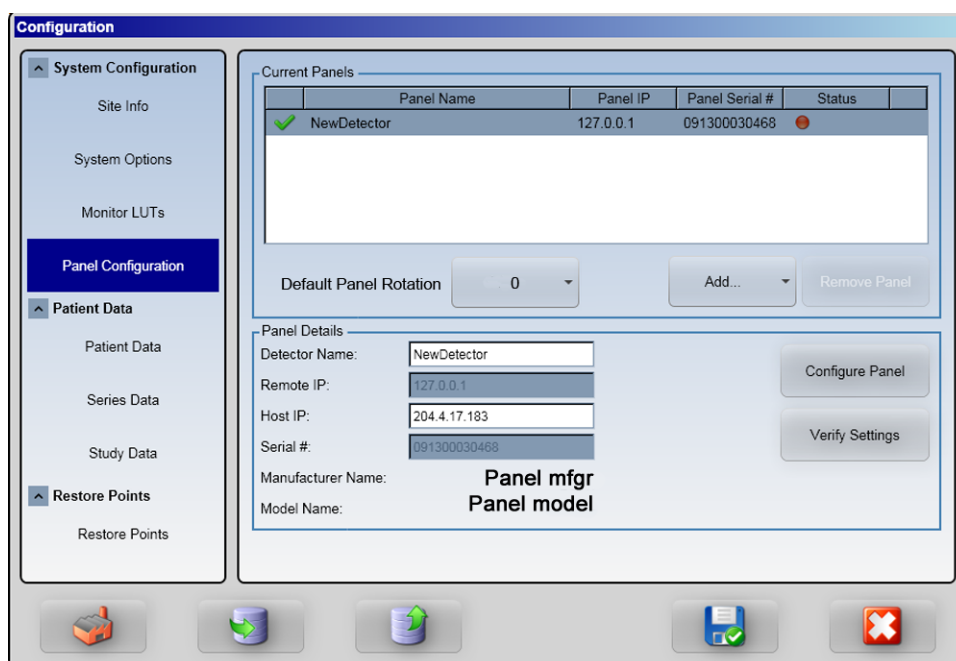 Configuration
System Configuration
Site Info
System Options
Monitor LUTs
Panel Configuration
Patient Data
Patient Data
Series Data
Study Data
Restore Points
Restore Points
Current Panels
Panel Name Panel IP Panel Serial # Status
NewDetector 127.0.0.1 091300030468
Default Panel Rotation 0 Add... Remove Panel
Panel Details
Detector Name: NewDetector
Remote IP: 127.0.0.1
Configure Panel
Host IP: 204.4.17.183
Verify Settings
Serial #: 091300030468
Manufacturer Name: Panel mfgr
Model Name: Panel model